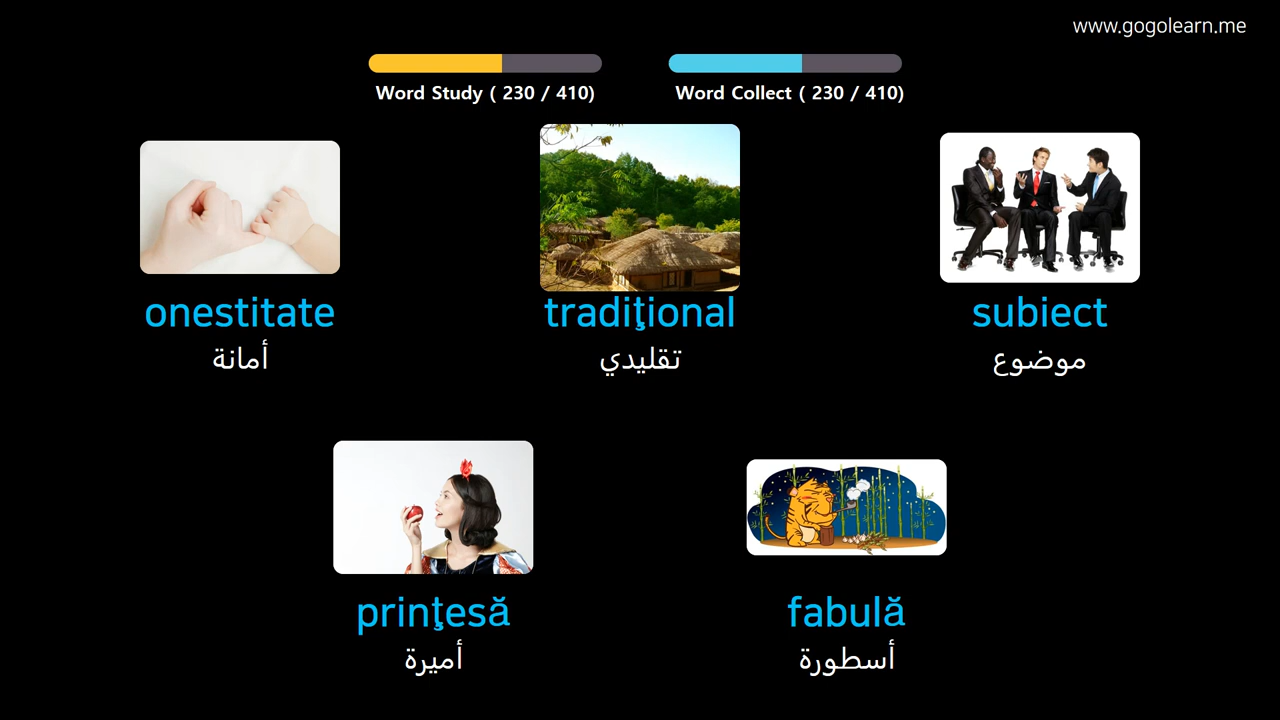 www.gogolearn.me
Word Study ( 230 / 410)
Word Collect ( 230 / 410)
onestitate
أمانة
tradiţional
تقليدي
subiect
موضوع
prinţesă
أميرة
fabulă
أسطورة